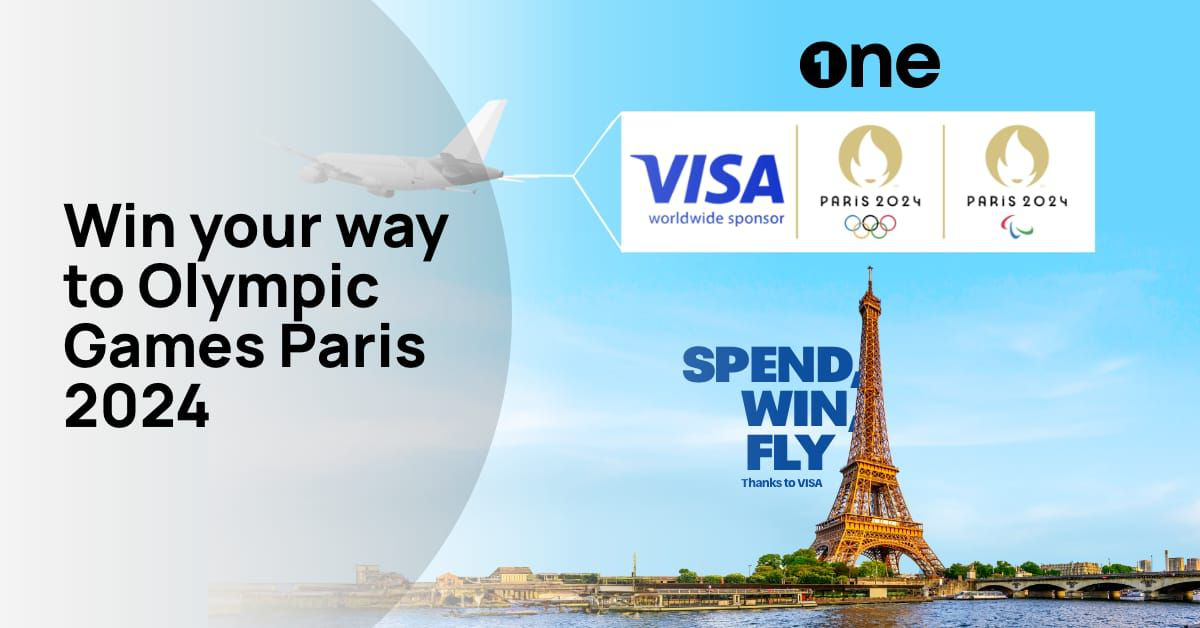 Win your way
to Olympic
Games Paris
2024
1ne
VISA
worldwide sponsor
PARIS 2024
PARIS 2024
SPEND,
WIN,
FLY
Thanks to VISA